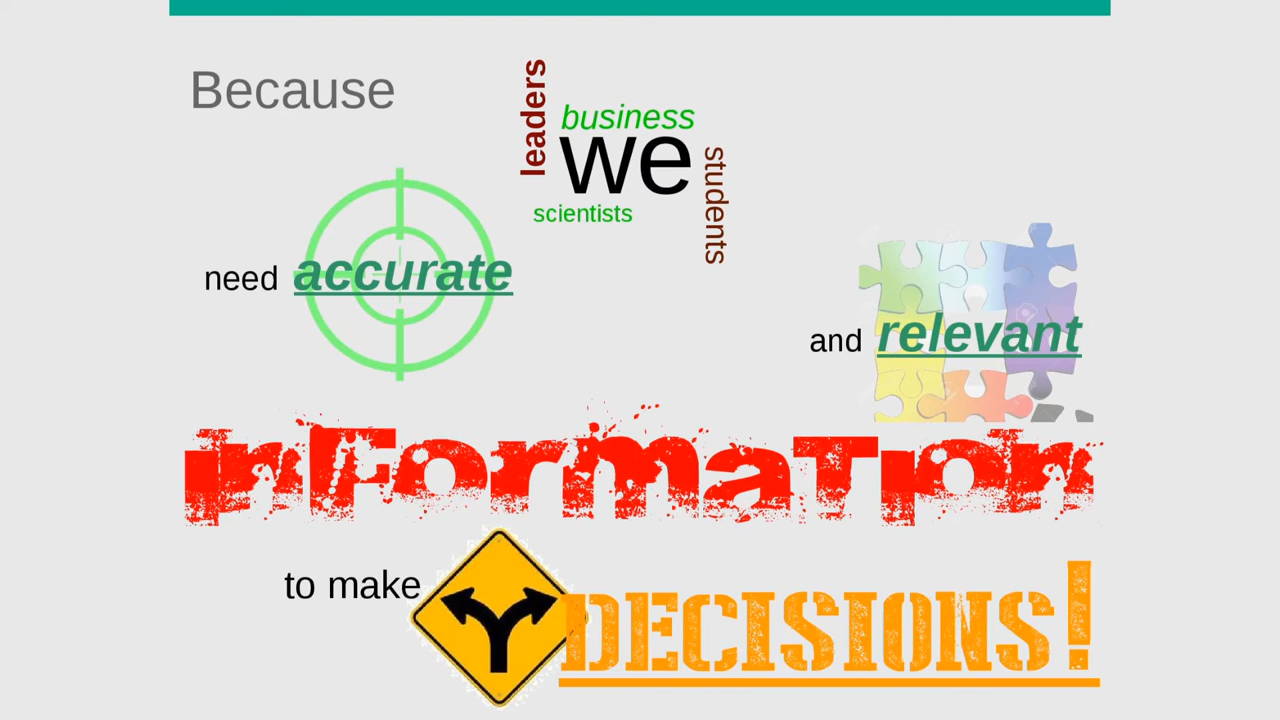 Because
leaders
business
we
students
scientists
need accurate
and relevant
information
to make
DECISIONS!